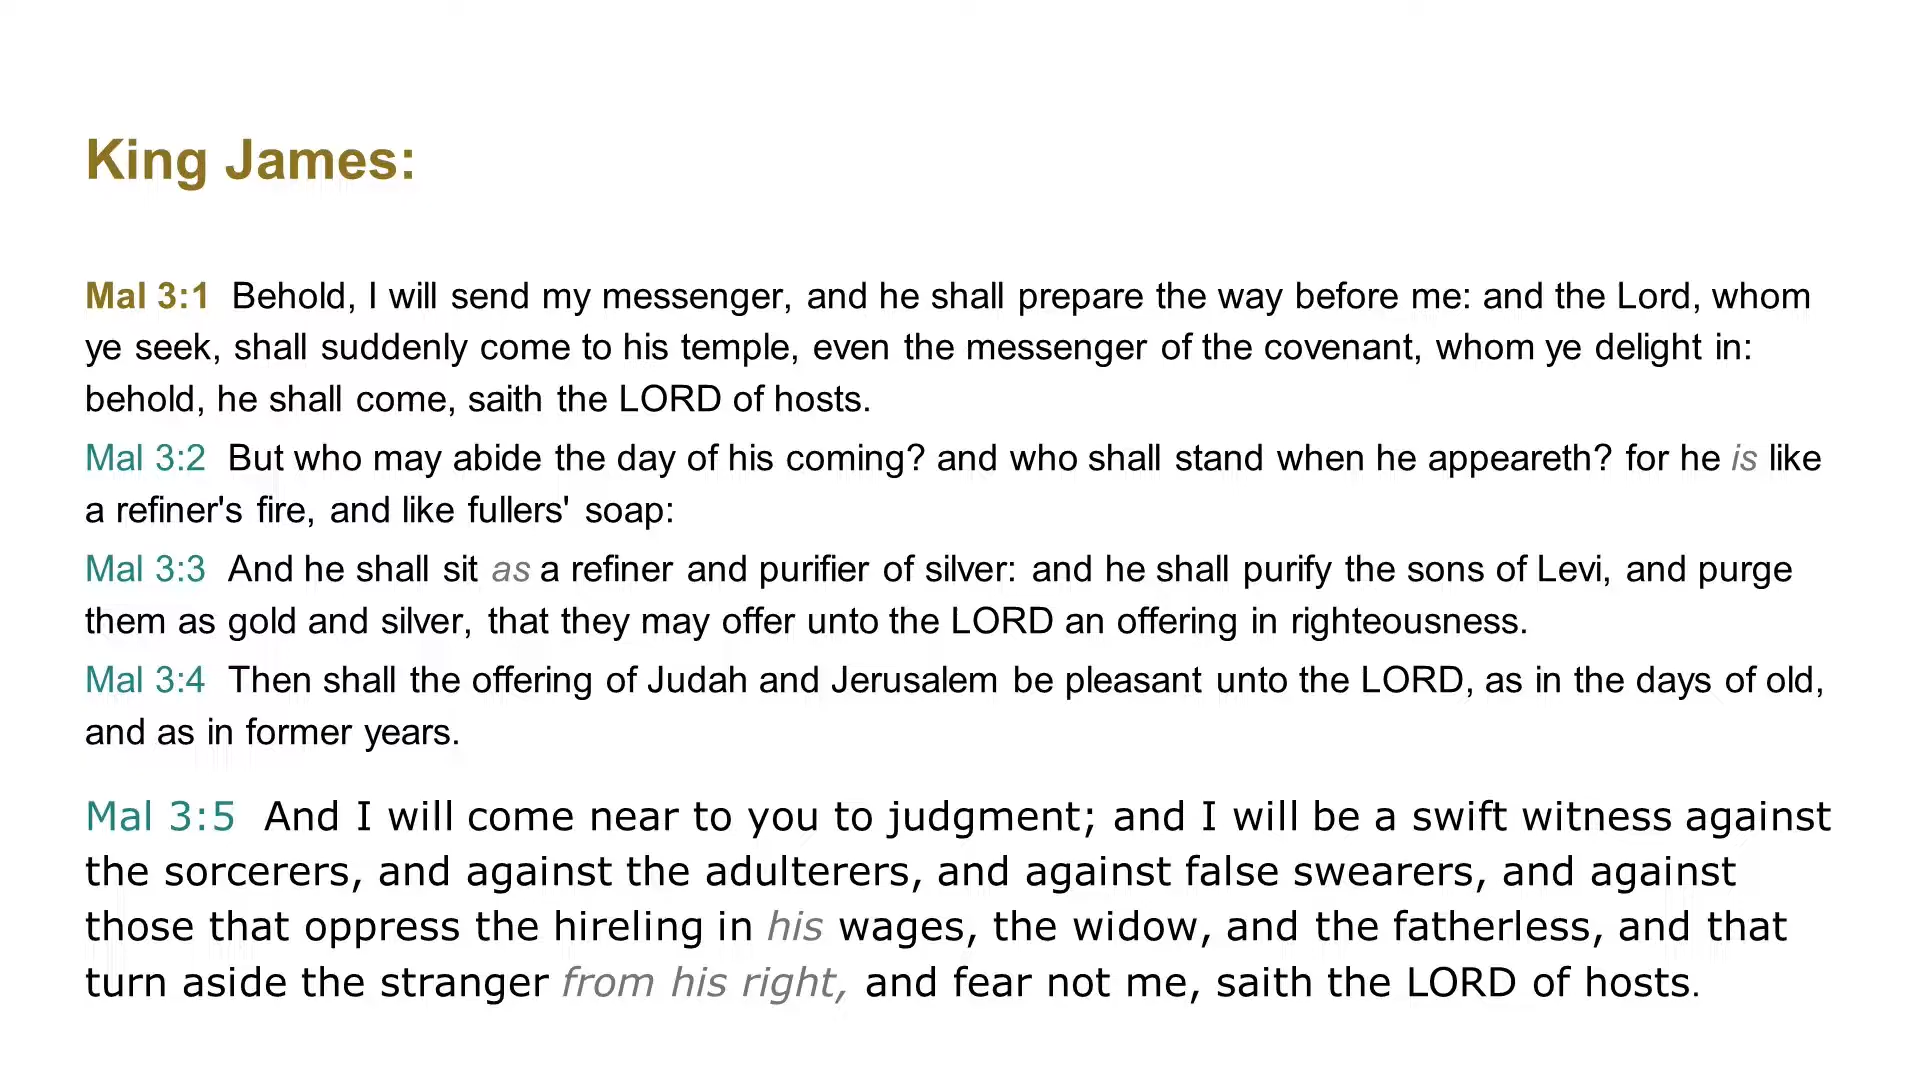 King James:
Mal 3:1  Behold, I will send my messenger, and he shall prepare the way before me: and the Lord, whom
ye seek, shall suddenly come to his temple, even the messenger of the covenant, whom ye delight in:
behold, he shall come, saith the LORD of hosts.
Mal 3:2  But who may abide the day of his coming? and who shall stand when he appeareth? for he is like
a refiner's fire, and like fullers' soap:
Mal 3:3  And he shall sit as a refiner and purifier of silver: and he shall purify the sons of Levi, and purge
them as gold and silver, that they may offer unto the LORD an offering in righteousness.
Mal 3:4  Then shall the offering of Judah and Jerusalem be pleasant unto the LORD, as in the days of old,
and as in former years.
Mal 3:5  And I will come near to you to judgment; and I will be a swift witness against
the sorcerers, and against the adulterers, and against false swearers, and against
those that oppress the hireling in his wages, the widow, and the fatherless, and that
turn aside the stranger from his right, and fear not me, saith the LORD of hosts.